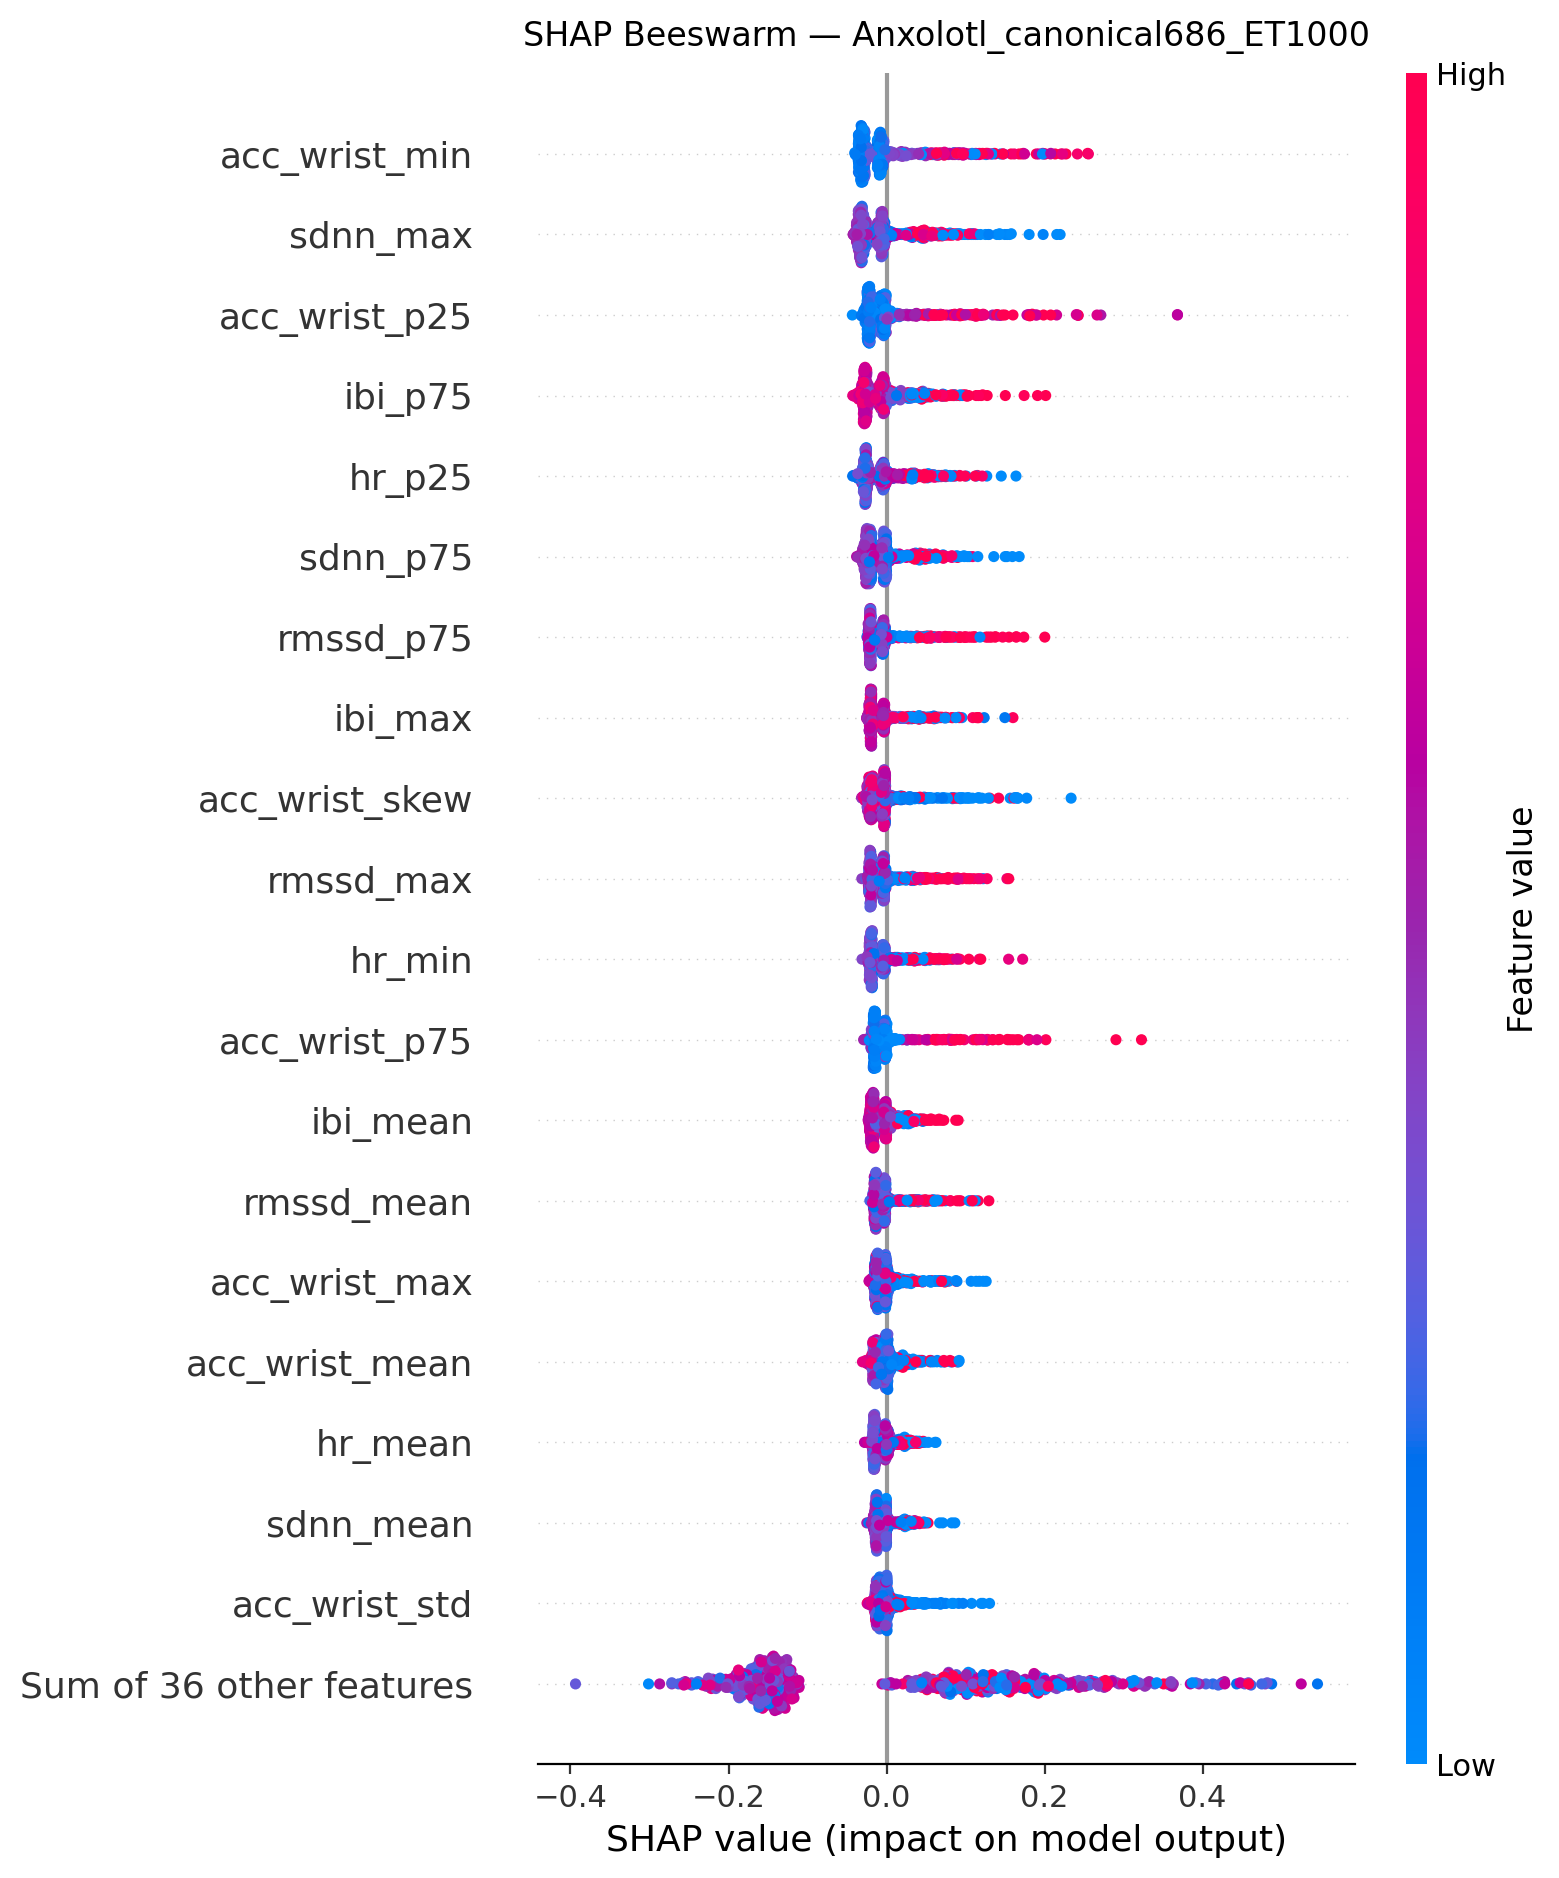 SHAP Beeswarm — Anxolotl_canonical686_ET1000
High
acc_wrist_min
sdnn_max
acc_wrist_p25
ibi_p75
hr_p25
sdnn_p75
rmssd_p75
ibi_max
acc_wrist_skew
rmssd_max
hr_min
acc_wrist_p75
ibi_mean
rmssd_mean
acc_wrist_max
acc_wrist_mean
hr_mean
sdnn_mean
acc_wrist_std
Sum of 36 other features
Feature value
Low
−0.4 −0.2 0.0 0.2 0.4
SHAP value (impact on model output)